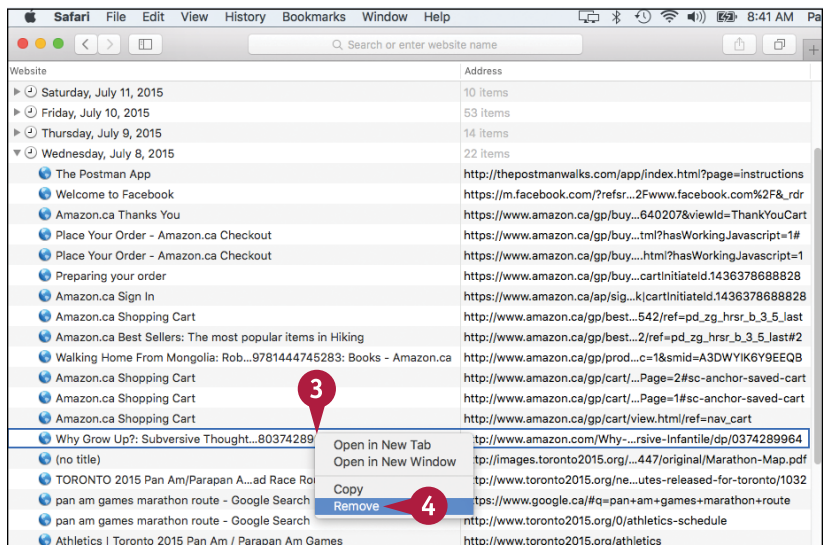 Safari File Edit View History Bookmarks Window Help 8:41 AM Pa
Search or enter website name
Website Address
Saturday, July 11, 2015 10 items
Friday, July 10, 2015 53 items
Thursday, July 9, 2015 14 items
Wednesday, July 8, 2015 22 items
The Postman App http://thepostmanwalks.com/app/index.html?page=instructions
Welcome to Facebook https://m.facebook.com/?refsr...2Fwww.facebook.com%2F&_rdr
Amazon.ca Thanks You https://www.amazon.ca/gp/buy...640207&viewId=ThankYouCart
Place Your Order - Amazon.ca Checkout https://www.amazon.ca/gp/buy...tml?hasWorkingJavascript=1#
Place Your Order - Amazon.ca Checkout https://www.amazon.ca/gp/buy....html?hasWorkingJavascript=1
Preparing your order https://www.amazon.ca/gp/buy...cartInitiateId.1436378688828
Amazon.ca Sign In https://www.amazon.ca/ap/sig...k|cartInitiateId.1436378688828
Amazon.ca Shopping Cart http://www.amazon.ca/gp/best...542/ref=pd_zg_hrsr_b_3_5_last
Amazon.ca Best Sellers: The most popular items in Hiking http://www.amazon.ca/gp/best...2/ref=pd_zg_hrsr_b_3_5_last#2
Walking Home From Mongolia: Rob...9781444745283: Books - Amazon.ca http://www.amazon.ca/gp/prod...c=1&smid=A3DWYIK6Y9EEQB
Amazon.ca Shopping Cart http://www.amazon.ca/gp/cart/...Page=2#sc-anchor-saved-cart
Amazon.ca Shopping Cart http://www.amazon.ca/gp/cart/...Page=1#sc-anchor-saved-cart
3
Amazon.ca Shopping Cart http://www.amazon.ca/gp/cart/view.html/ref=nav_cart
Why Grow Up?: Subversive Thought...80374289 ttp://www.amazon.com/Why-...rsive-Infantile/dp/0374289964
Open in New Tab
(no title) ttp://images.toronto2015.org/...447/original/Marathon-Map.pdf
Open in New Window
TORONTO 2015 Pan Am/Parapan A...ad Race Ro ttp://www.toronto2015.org/ne...utes-released-for-toronto/1032
Copy
pan am games marathon route - Google Search ttps://www.google.ca/#q=pan+am+games+marathon+route
Remove
4
pan am games marathon route - Google Search http://www.toronto2015.org/0/athletics-schedule
Athletics | Toronto 2015 Pan Am / Parapan Am Games http://www.toronto2015.org/athletics